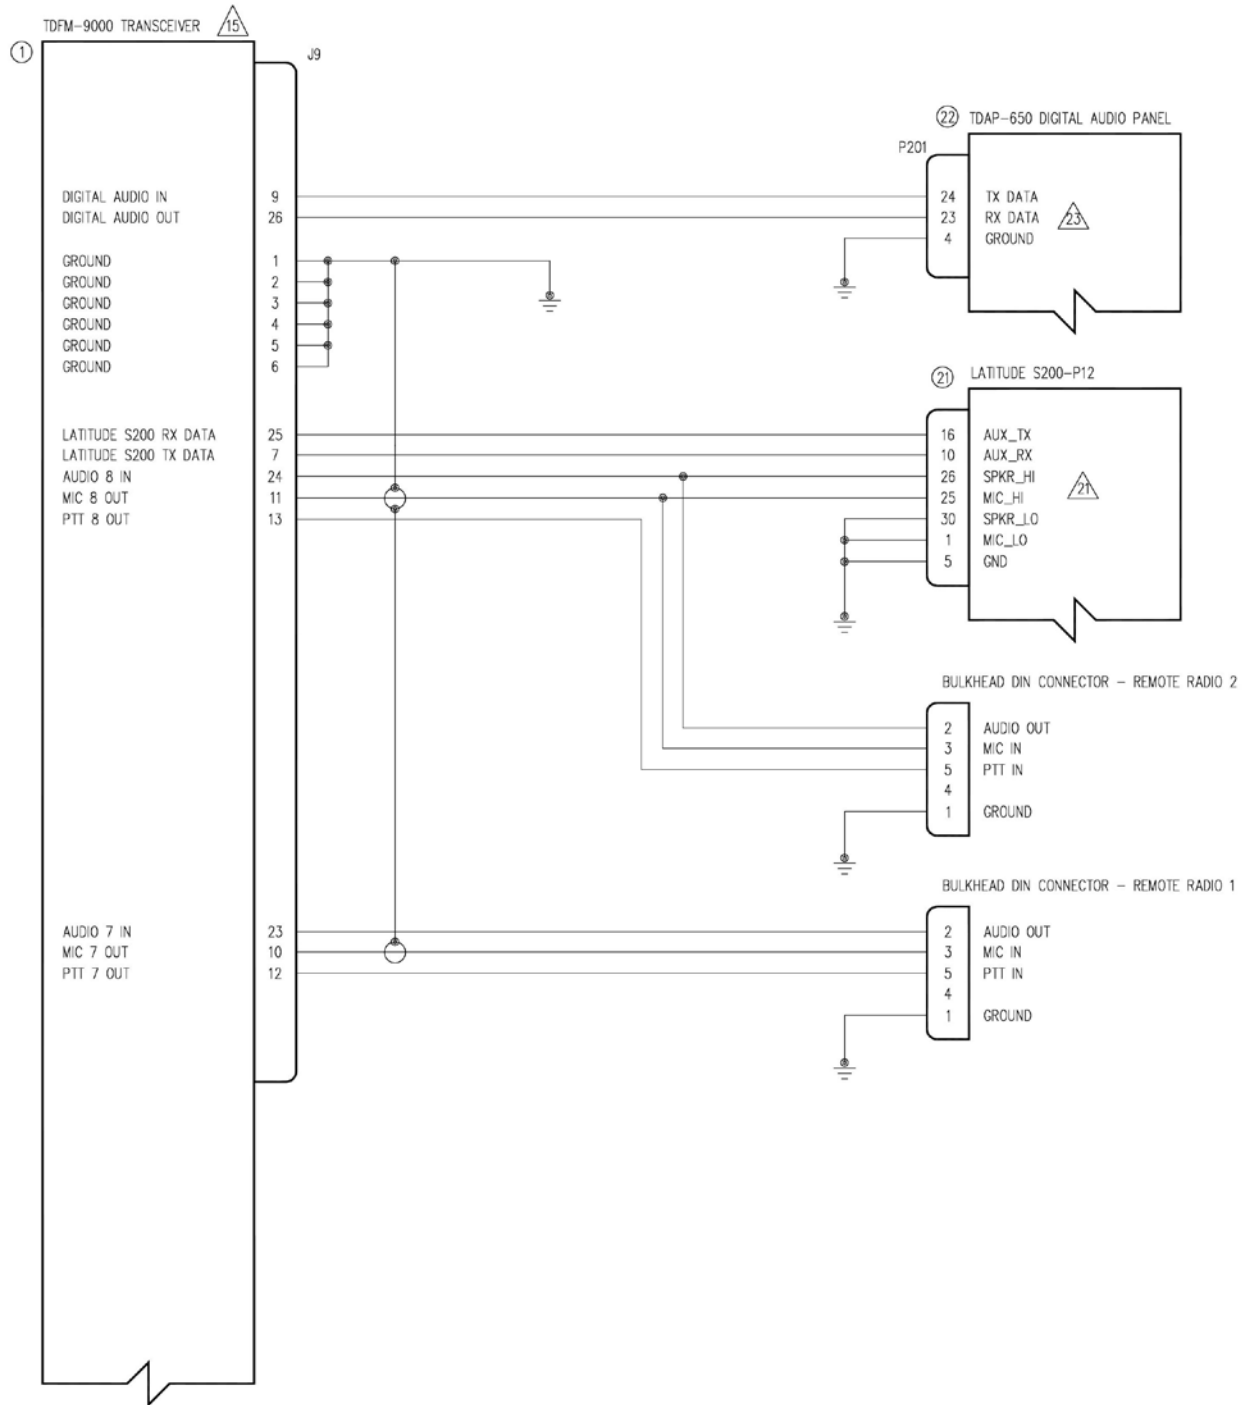 TDFM-9000 TRANSCEIVER 15
1
J9
22 TDAP-650 DIGITAL AUDIO PANEL
P201
DIGITAL AUDIO IN 9 24 TX DATA
DIGITAL AUDIO OUT 26 23 RX DATA 23
4 GROUND
GROUND 1
GROUND 2
GROUND 3
GROUND 4
GROUND 5
GROUND 6
21 LATITUDE S200-P12
LATITUDE S200 RX DATA 25 16 AUX_TX
LATITUDE S200 TX DATA 7 10 AUX_RX
AUDIO 8 IN 24 26 SPKR_HI
MIC 8 OUT 11 25 MIC_HI 21
PTT 8 OUT 13 30 SPKR_LO
1 MIC_LO
5 GND
BULKHEAD DIN CONNECTOR - REMOTE RADIO 2
2 AUDIO OUT
3 MIC IN
5 PTT IN
4
1 GROUND
BULKHEAD DIN CONNECTOR - REMOTE RADIO 1
AUDIO 7 IN 23 2 AUDIO OUT
MIC 7 OUT 10 3 MIC IN
PTT 7 OUT 12 5 PTT IN
4
1 GROUND